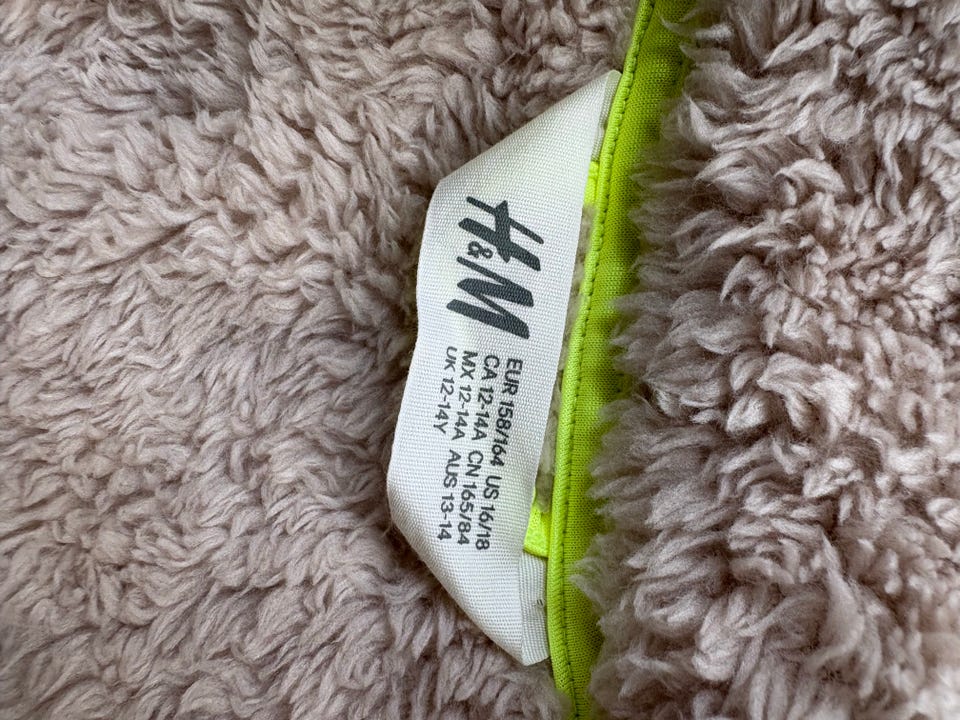 H&M
EUR 158/164 US 16/18
CA 12-14A CN 165/84
MX 12-14A AUS 13-14
UK 12-14Y